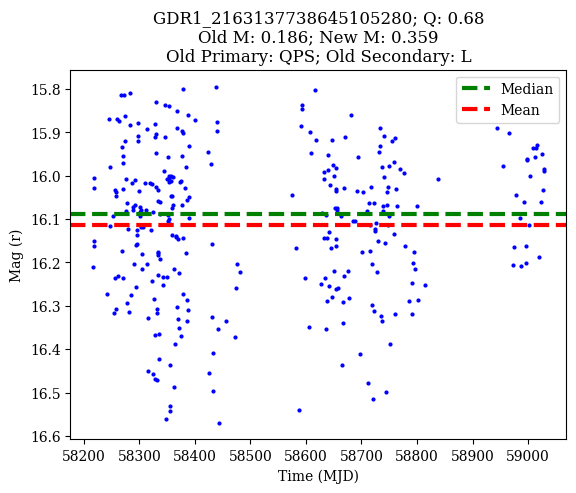 GDR1_2163137738645105280; Q: 0.68
Old M: 0.186; New M: 0.359
Old Primary: QPS; Old Secondary: L
Median
Mean
15.8
15.9
16.0
16.1
16.2
16.3
16.4
16.5
16.6
Mag (r)
58200 58300 58400 58500 58600 58700 58800 58900 59000
Time (MJD)